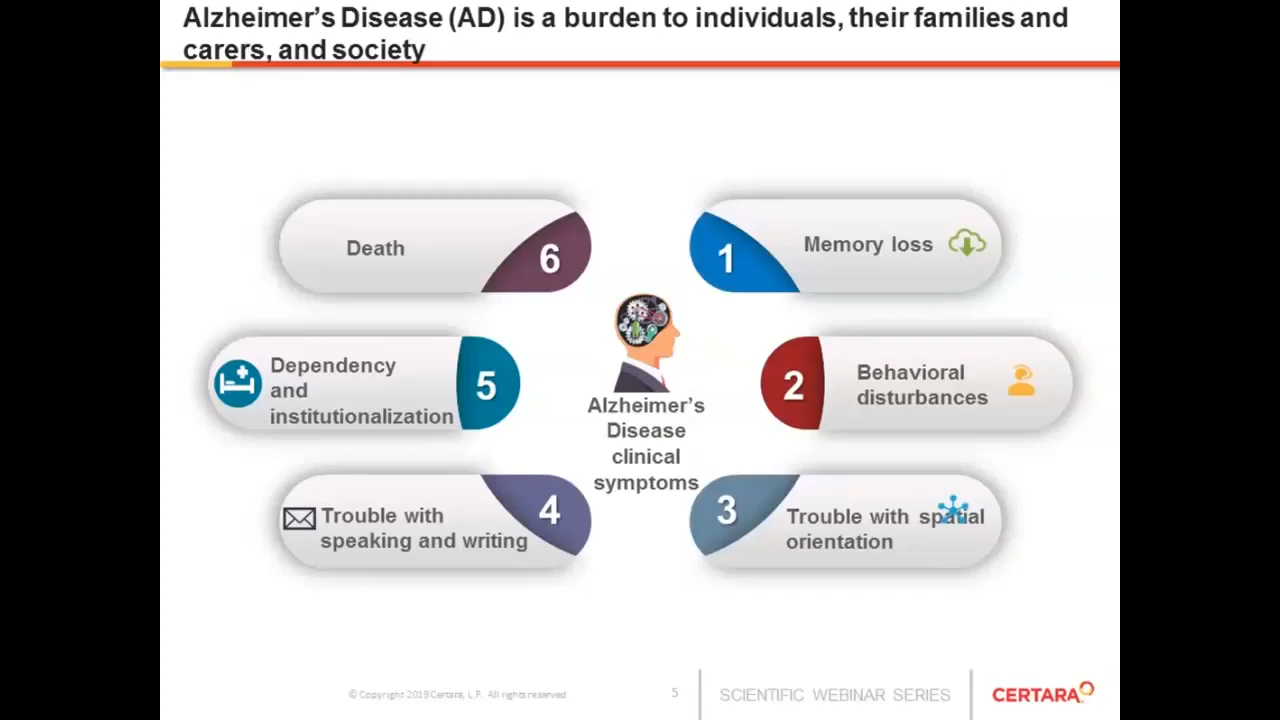 Alzheimer's Disease (AD) is a burden to individuals, their families and
carers, and society
6
Death
1
Memory loss
5
Dependency
and
institutionalization
2
Behavioral
disturbances
Alzheimer's
Disease
clinical
symptoms
4
Trouble with
speaking and writing
3
Trouble with spatial
orientation
© Copyright 2019 Certara, L.P. All rights reserved
5
SCIENTIFIC WEBINAR SERIES
CERTARA